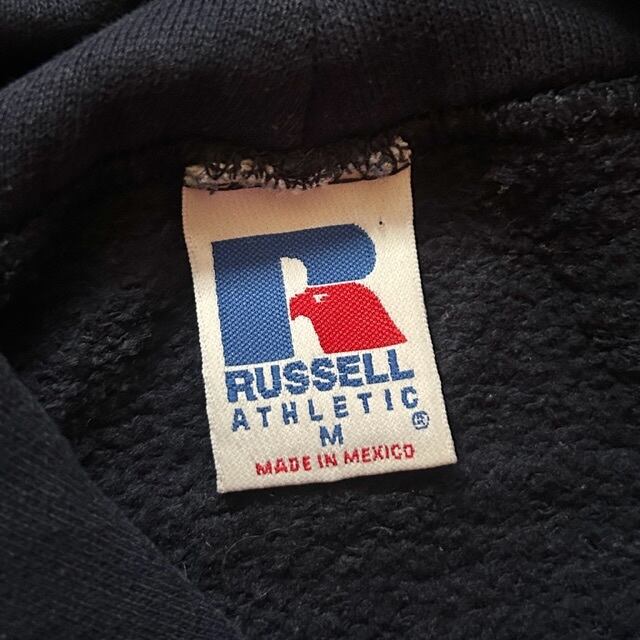 R
RUSSELL
ATHLETIC®
M
MADE IN MEXICO